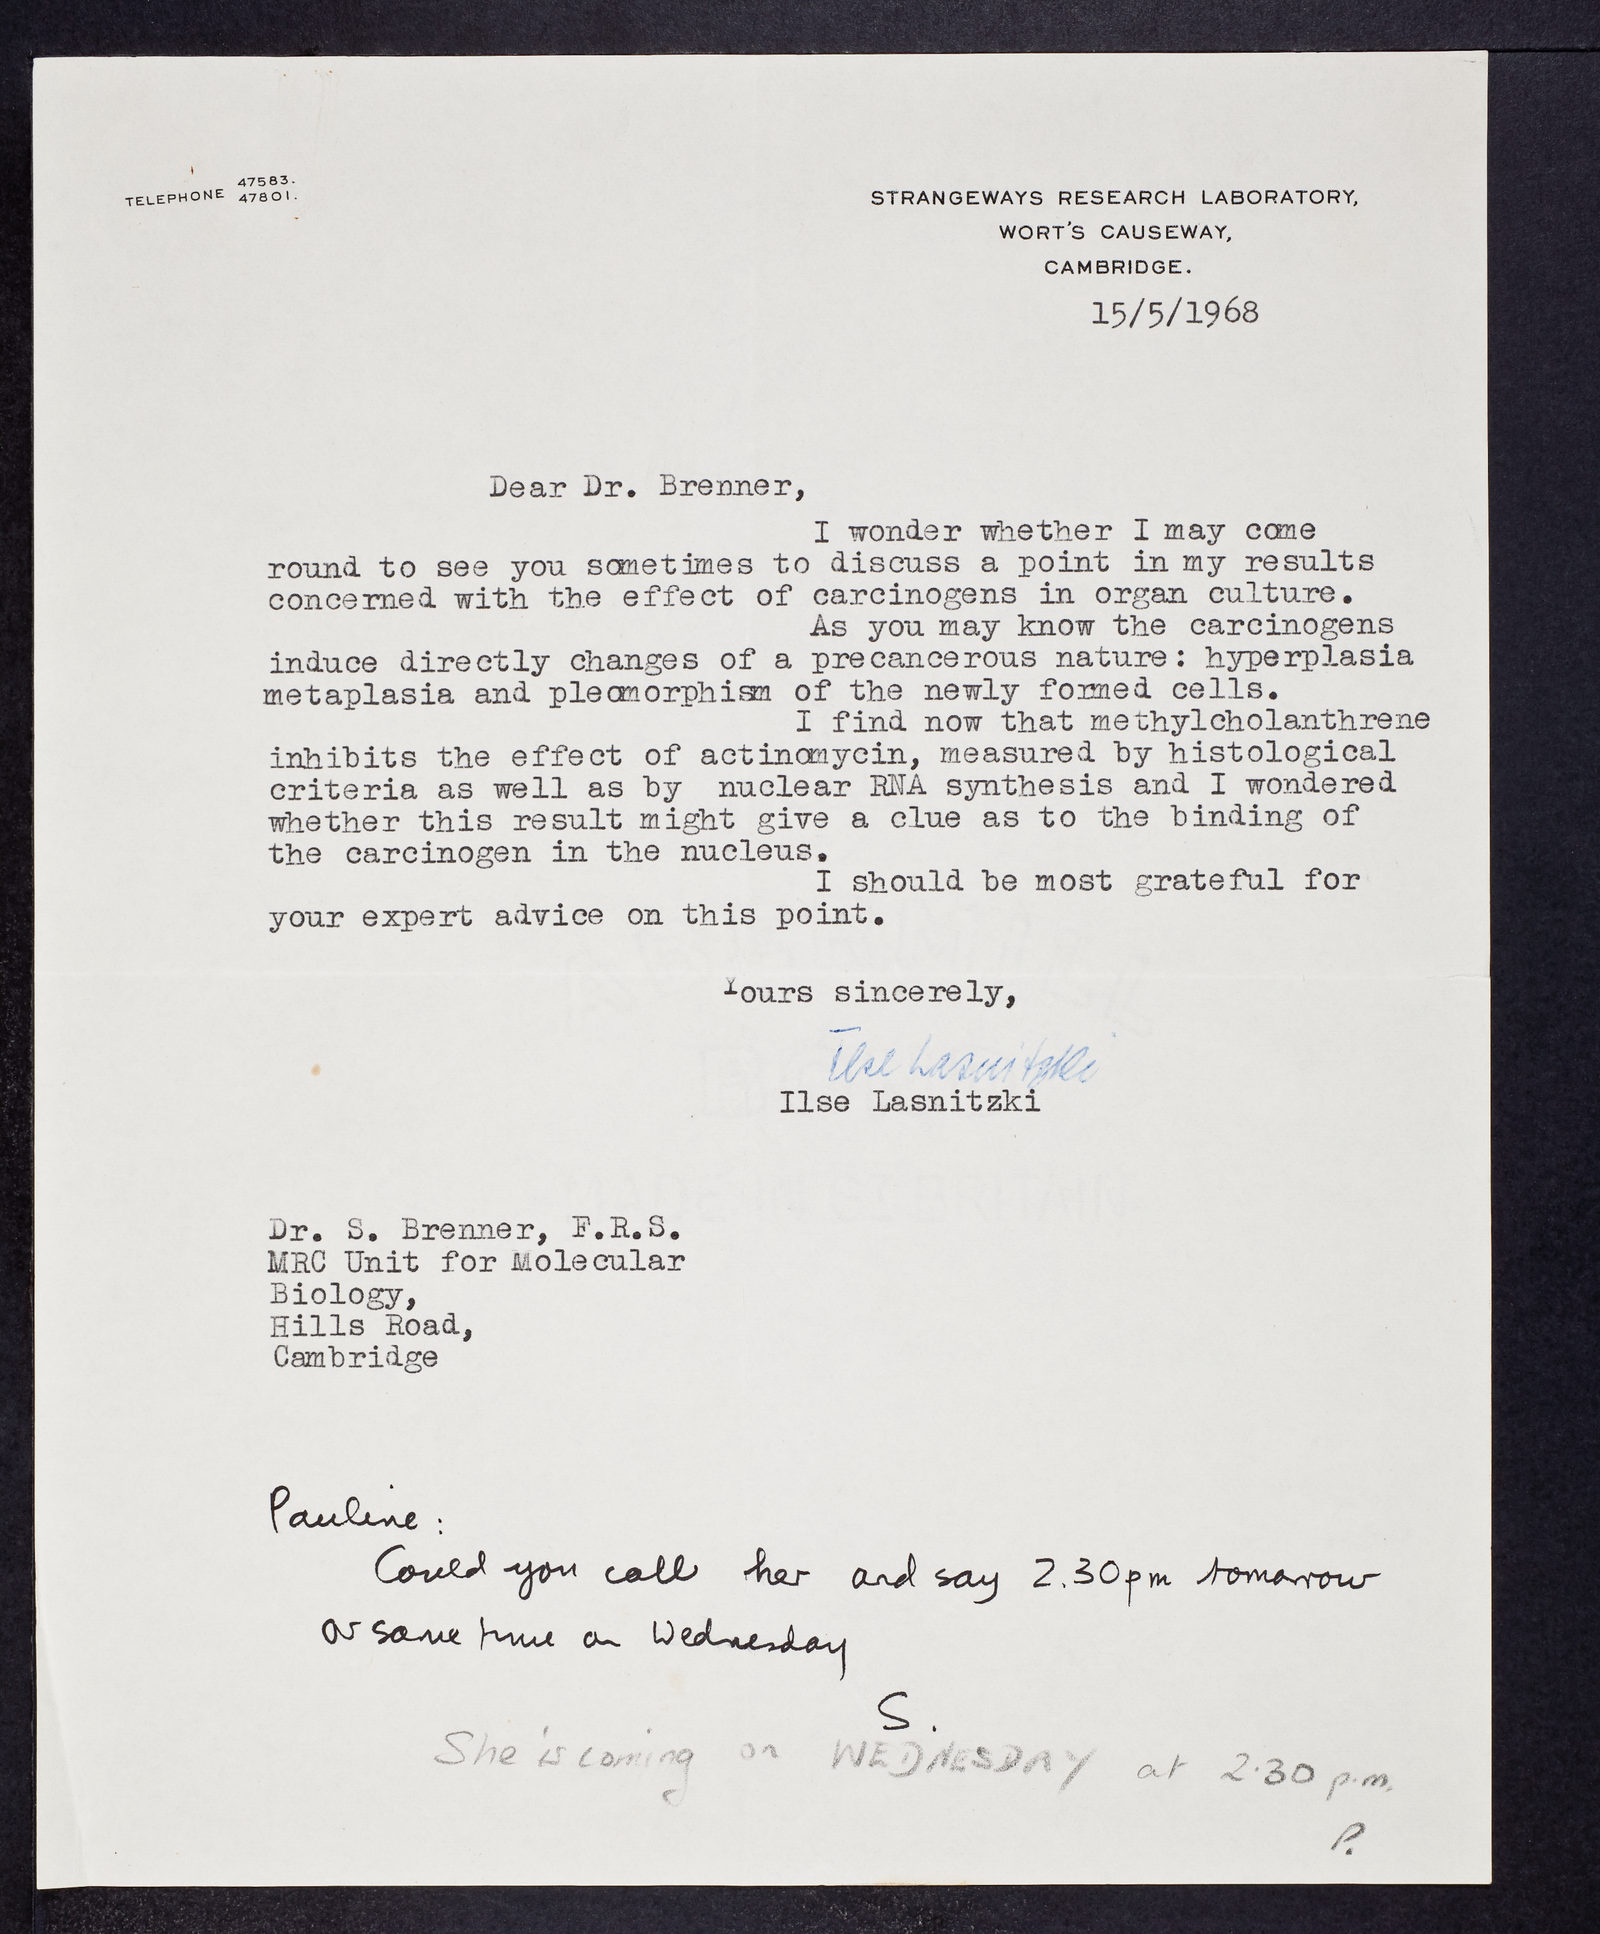 TELEPHONE 47583.
47801.
STRANGEWAYS RESEARCH LABORATORY,
WORT'S CAUSEWAY,
CAMBRIDGE.
15/5/1968
Dear Dr. Brenner,
I wonder whether I may come
round to see you sometimes to discuss a point in my results
concerned with the effect of carcinogens in organ culture.
As you may know the carcinogens
induce directly changes of a precancerous nature: hyperplasia
metaplasia and pleomorphism of the newly formed cells.
I find now that methylcholanthrene
inhibits the effect of actinomycin, measured by histological
criteria as well as by nuclear RNA synthesis and I wondered
whether this result might give a clue as to the binding of
the carcinogen in the nucleus.
I should be most grateful for
your expert advice on this point.
Yours sincerely,
Ilse Lasnitzki
Ilse Lasnitzki
Dr. S. Brenner, F.R.S.
MRC Unit for Molecular
Biology,
Hills Road,
Cambridge
Pauline:
Could you call her and say 2.30pm tomorrow
or same time on Wednesday
S.
She is coming on WEDNESDAY at 2.30 p.m.
P.